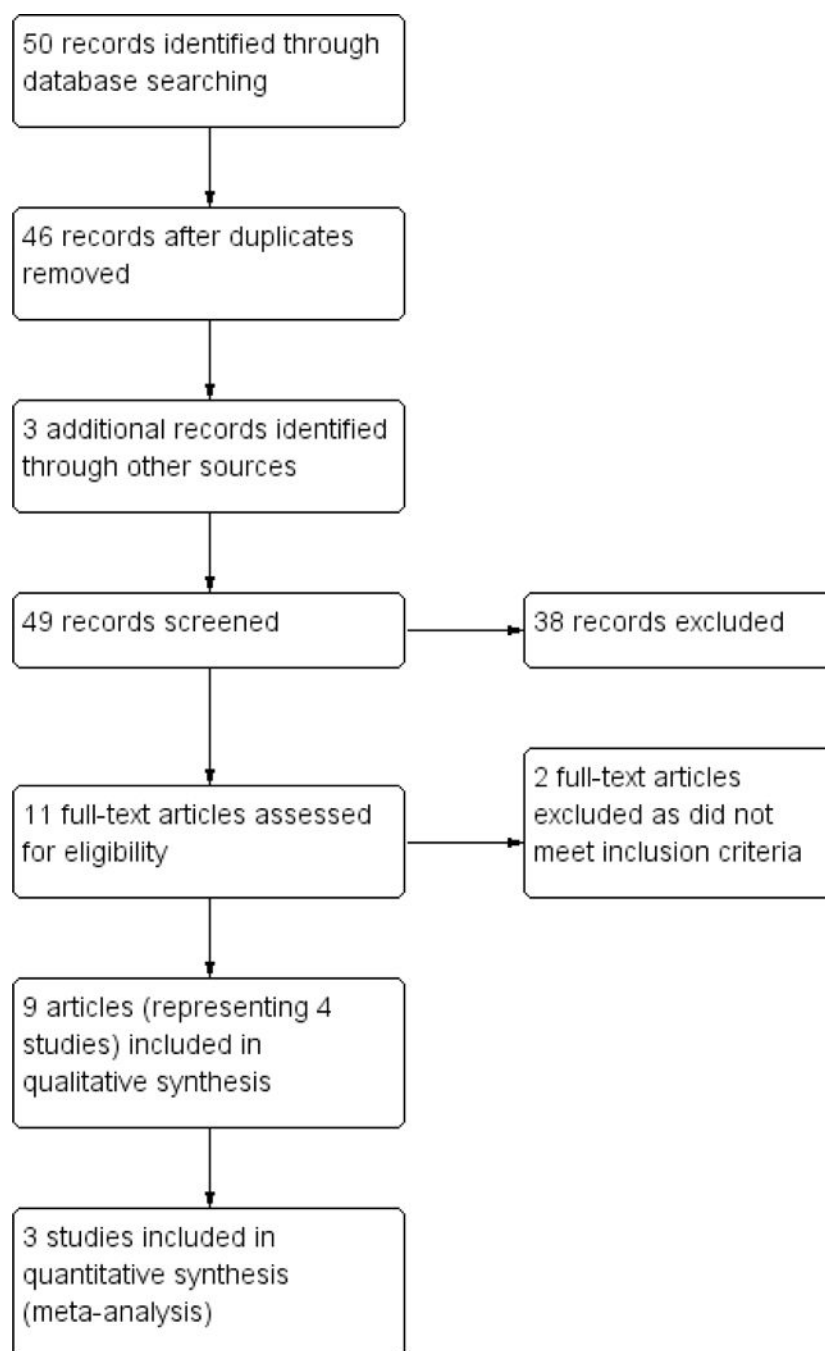 50 records identified through
database searching
46 records after duplicates
removed
3 additional records identified
through other sources
49 records screened
38 records excluded
11 full-text articles assessed
for eligibility
2 full-text articles
excluded as did not
meet inclusion criteria
9 articles (representing 4
studies) included in
qualitative synthesis
3 studies included in
quantitative synthesis
(meta-analysis)